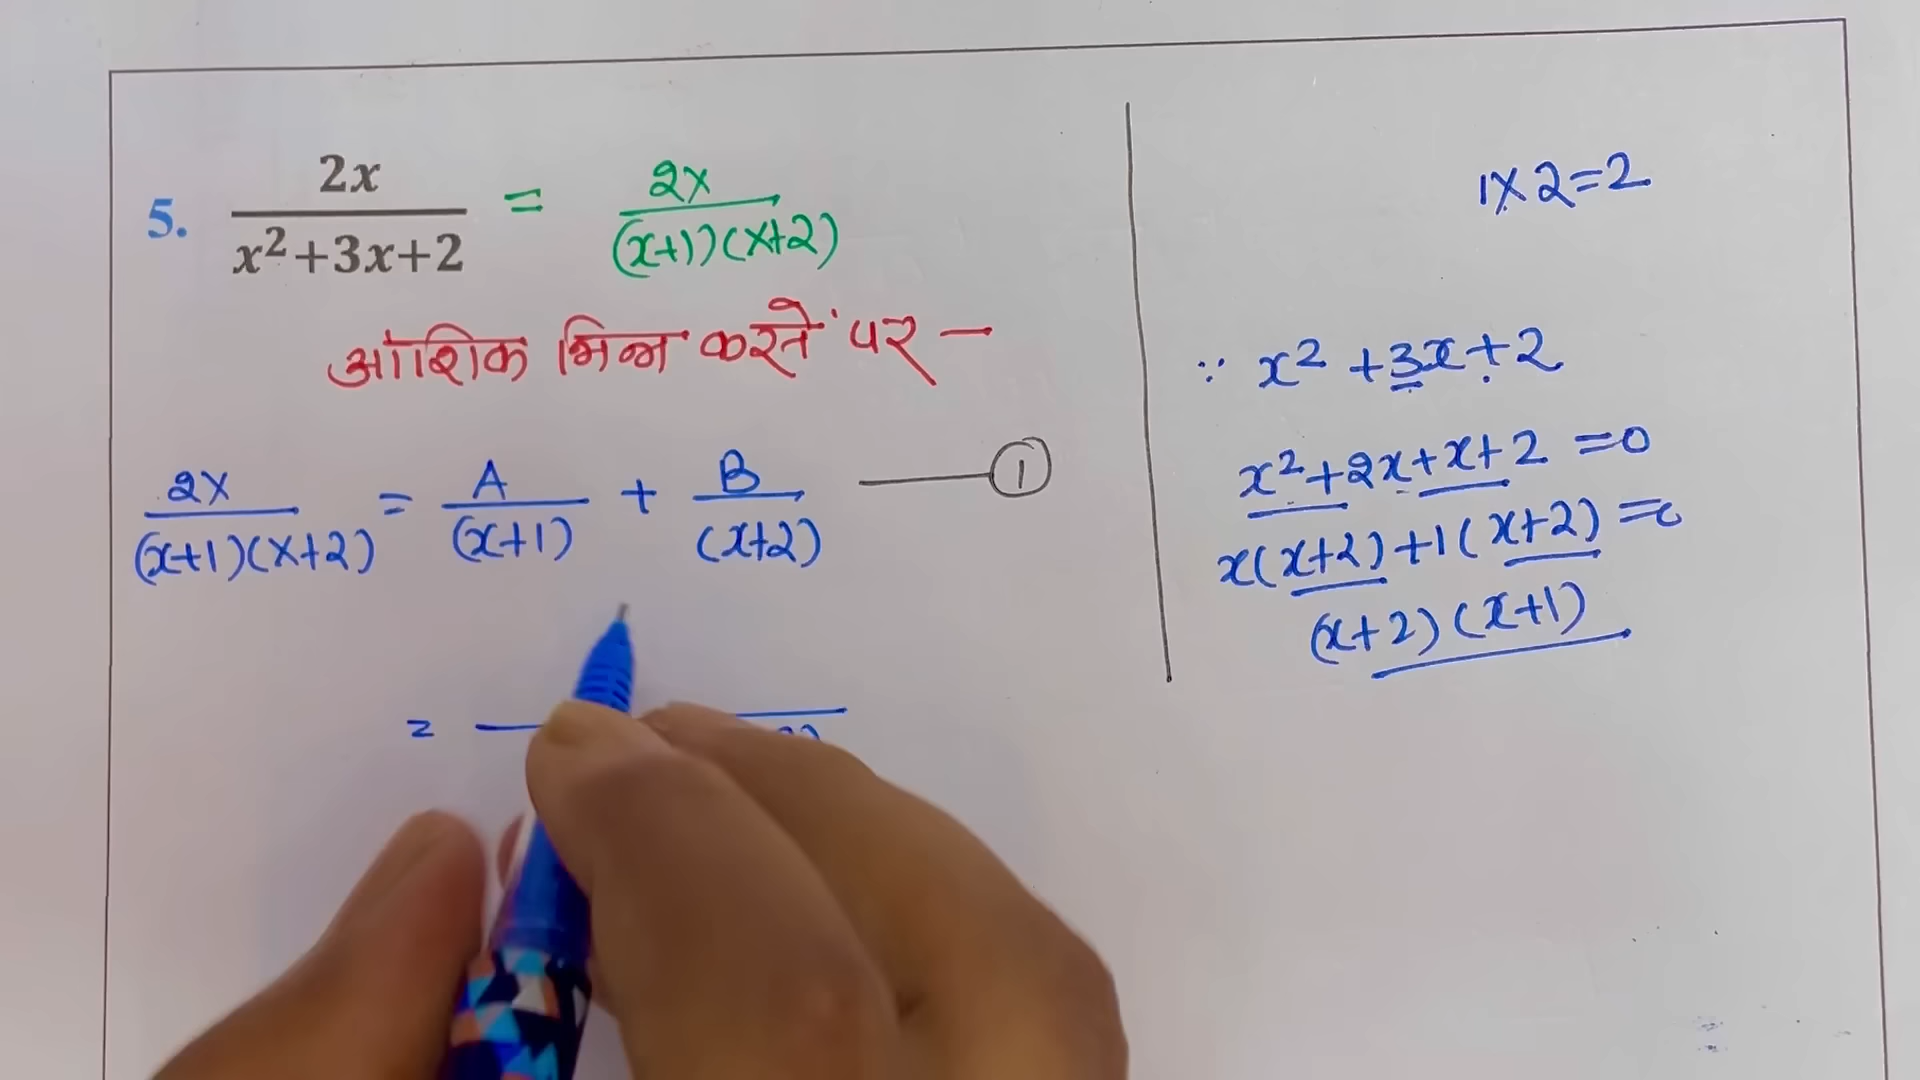 5. 2x / x²+3x+2 = 2x / (x+1)(x+2)
आंशिक भिन्न करने पर –
2x / (x+1)(x+2) = A / (x+1) + B / (x+2) —— ①
=
1×2=2
∵ x² +3x+2
x²+2x+x+2 =0
x(x+2)+1(x+2)=0
(x+2)(x+1)